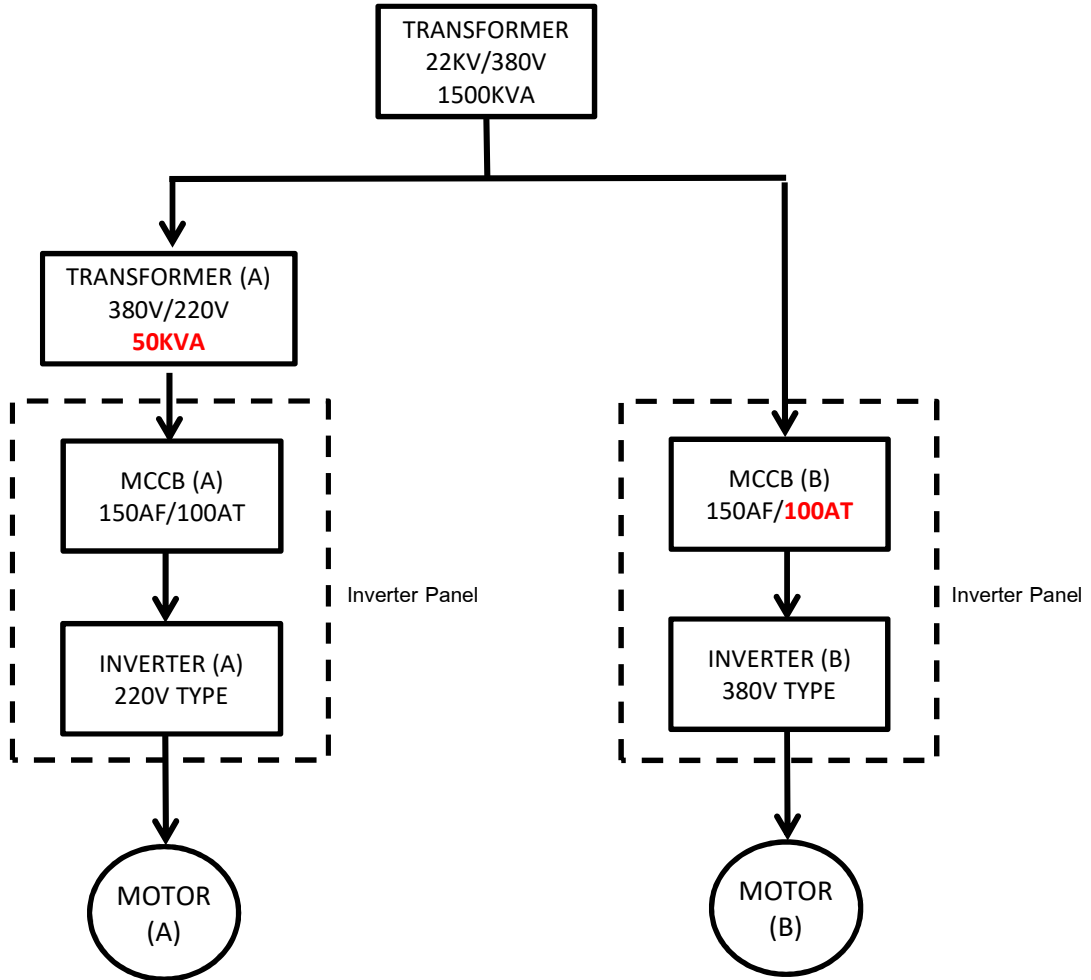 TRANSFORMER
22KV/380V
1500KVA
TRANSFORMER (A)
380V/220V
50KVA
MCCB (A)
150AF/100AT
Inverter Panel
INVERTER (A)
220V TYPE
MOTOR
(A)
MCCB (B)
150AF/100AT
Inverter Panel
INVERTER (B)
380V TYPE
MOTOR
(B)